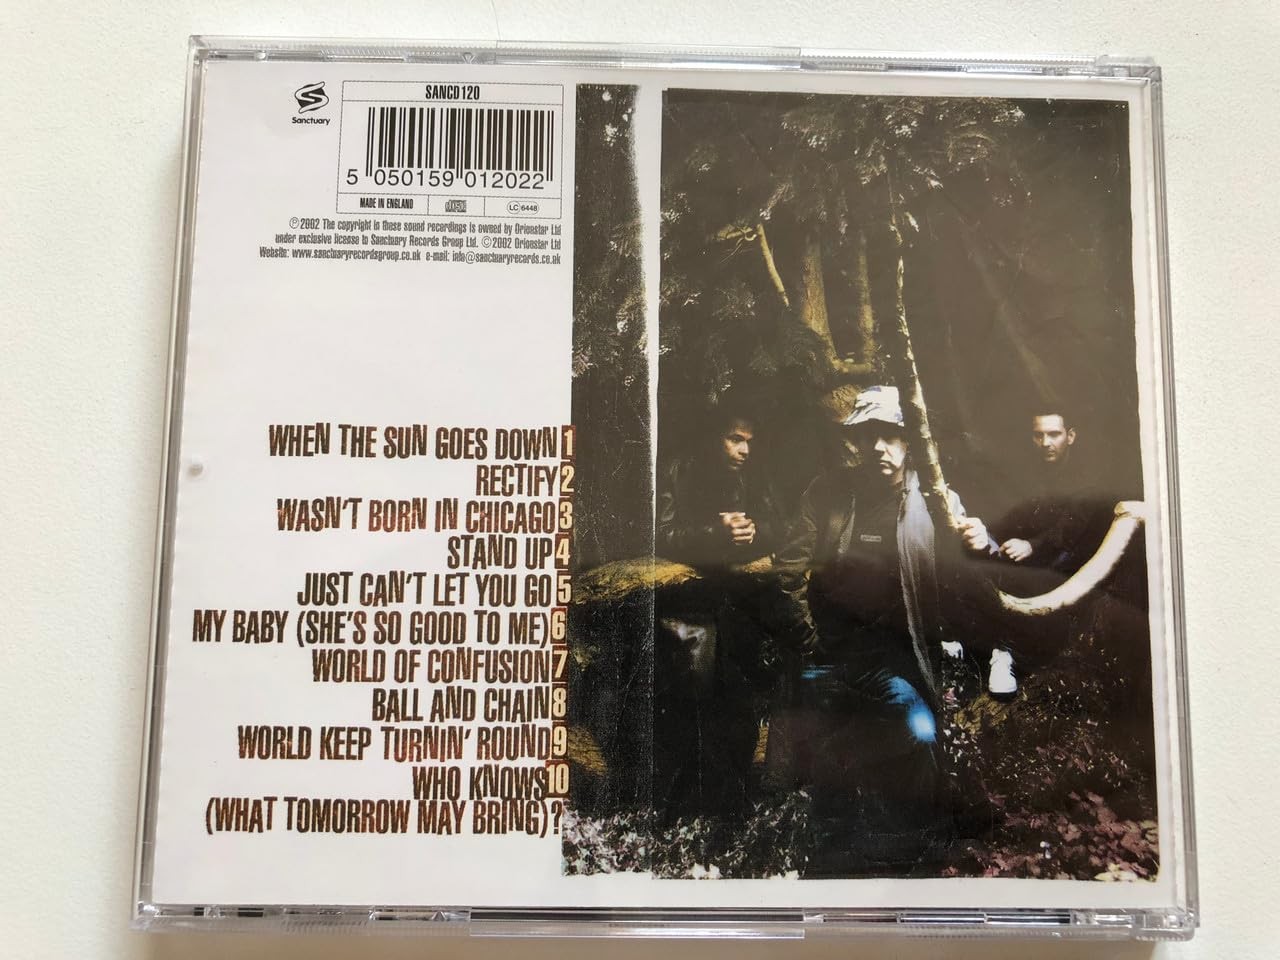 Sanctuary
SANCD120
5 050159 012022
MADE IN ENGLAND
LC 6448
℗2002 The copyright in these sound recordings is owned by Orionstar Ltd
under exclusive license to Sanctuary Records Group Ltd. ©2002 Orionstar Ltd
Website: www.sanctuaryrecordsgroup.co.uk e-mail: info@sanctuaryrecords.co.uk
WHEN THE SUN GOES DOWN 1
RECTIFY 2
WASN'T BORN IN CHICAGO 3
STAND UP 4
JUST CAN'T LET YOU GO 5
MY BABY (SHE'S SO GOOD TO ME) 6
WORLD OF CONFUSION 7
BALL AND CHAIN 8
WORLD KEEP TURNIN' ROUND 9
WHO KNOWS 10
(WHAT TOMORROW MAY BRING)?